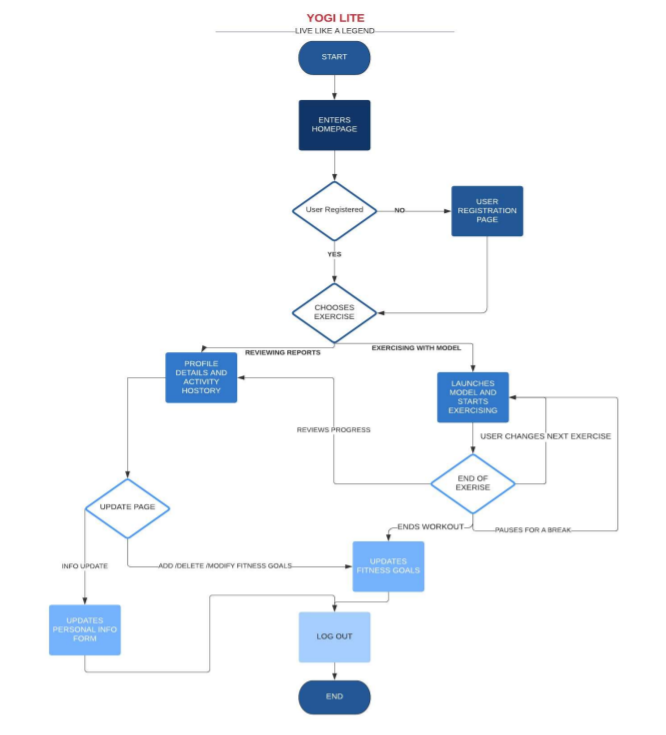 YOGI LITE
LIVE LIKE A LEGEND
START
ENTERS
HOMEPAGE
User Registered
NO
USER
REGISTRATION
PAGE
YES
CHOOSES
EXERCISE
REVIEWING REPORTS
EXERCISING WITH MODEL
PROFILE
DETAILS AND
ACTIVITY
HOSTORY
LAUNCHES
MODEL AND
STARTS
EXERCISING
REVIEWS PROGRESS
USER CHANGES NEXT EXERCISE
END OF
EXERISE
UPDATE PAGE
ENDS WORKOUT
PAUSES FOR A BREAK
INFO UPDATE
ADD /DELETE /MODIFY FITNESS GOALS
UPDATES
FITNESS GOALS
UPDATES
PERSONAL INFO
FORM
LOG OUT
END